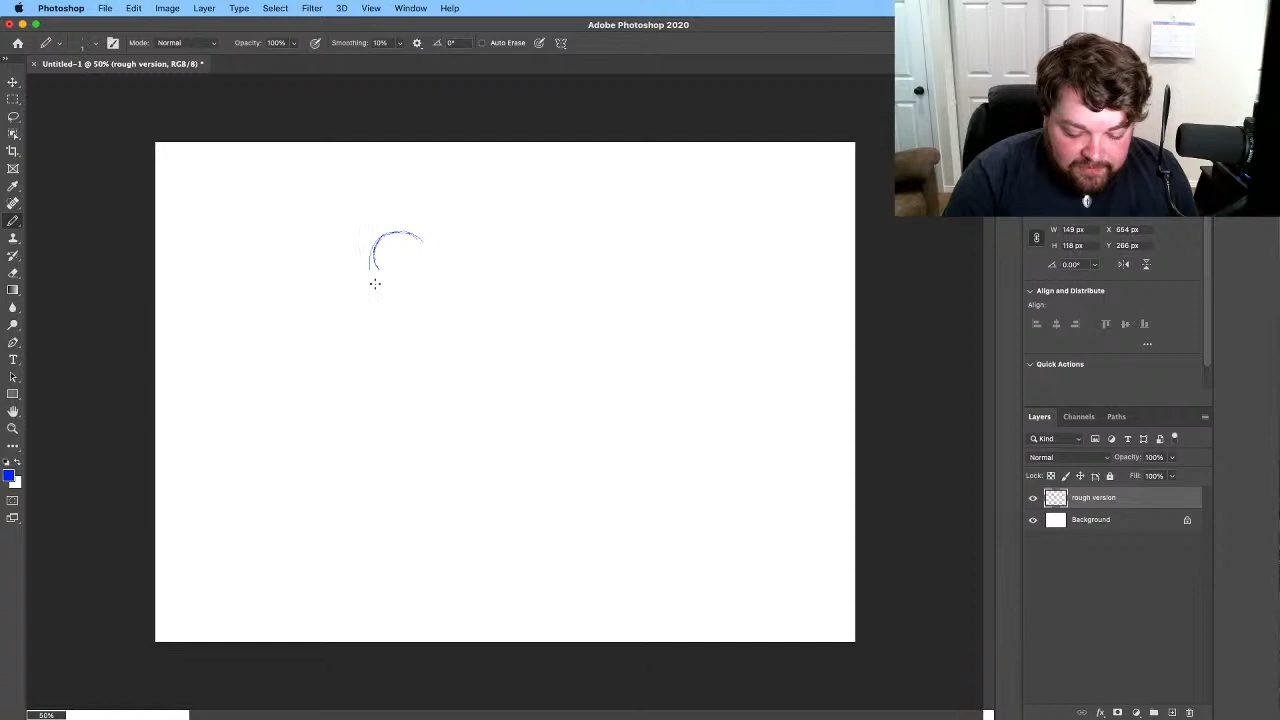 Photoshop File Edit Image Layer Type Select Filter 3D View Window Help
Adobe Photoshop 2020
Mode: Normal Opacity: 100% Smoothing: 10% Auto Erase
1
Untitled-1 @ 50% (rough version, RGB/8) *
W 149 px X 654 px
H 118 px Y 266 px
0.00°
Align and Distribute
Align:
Quick Actions
Layers Channels Paths
Kind
Normal Opacity: 100%
Lock: Fill: 100%
rough version
Background
50%